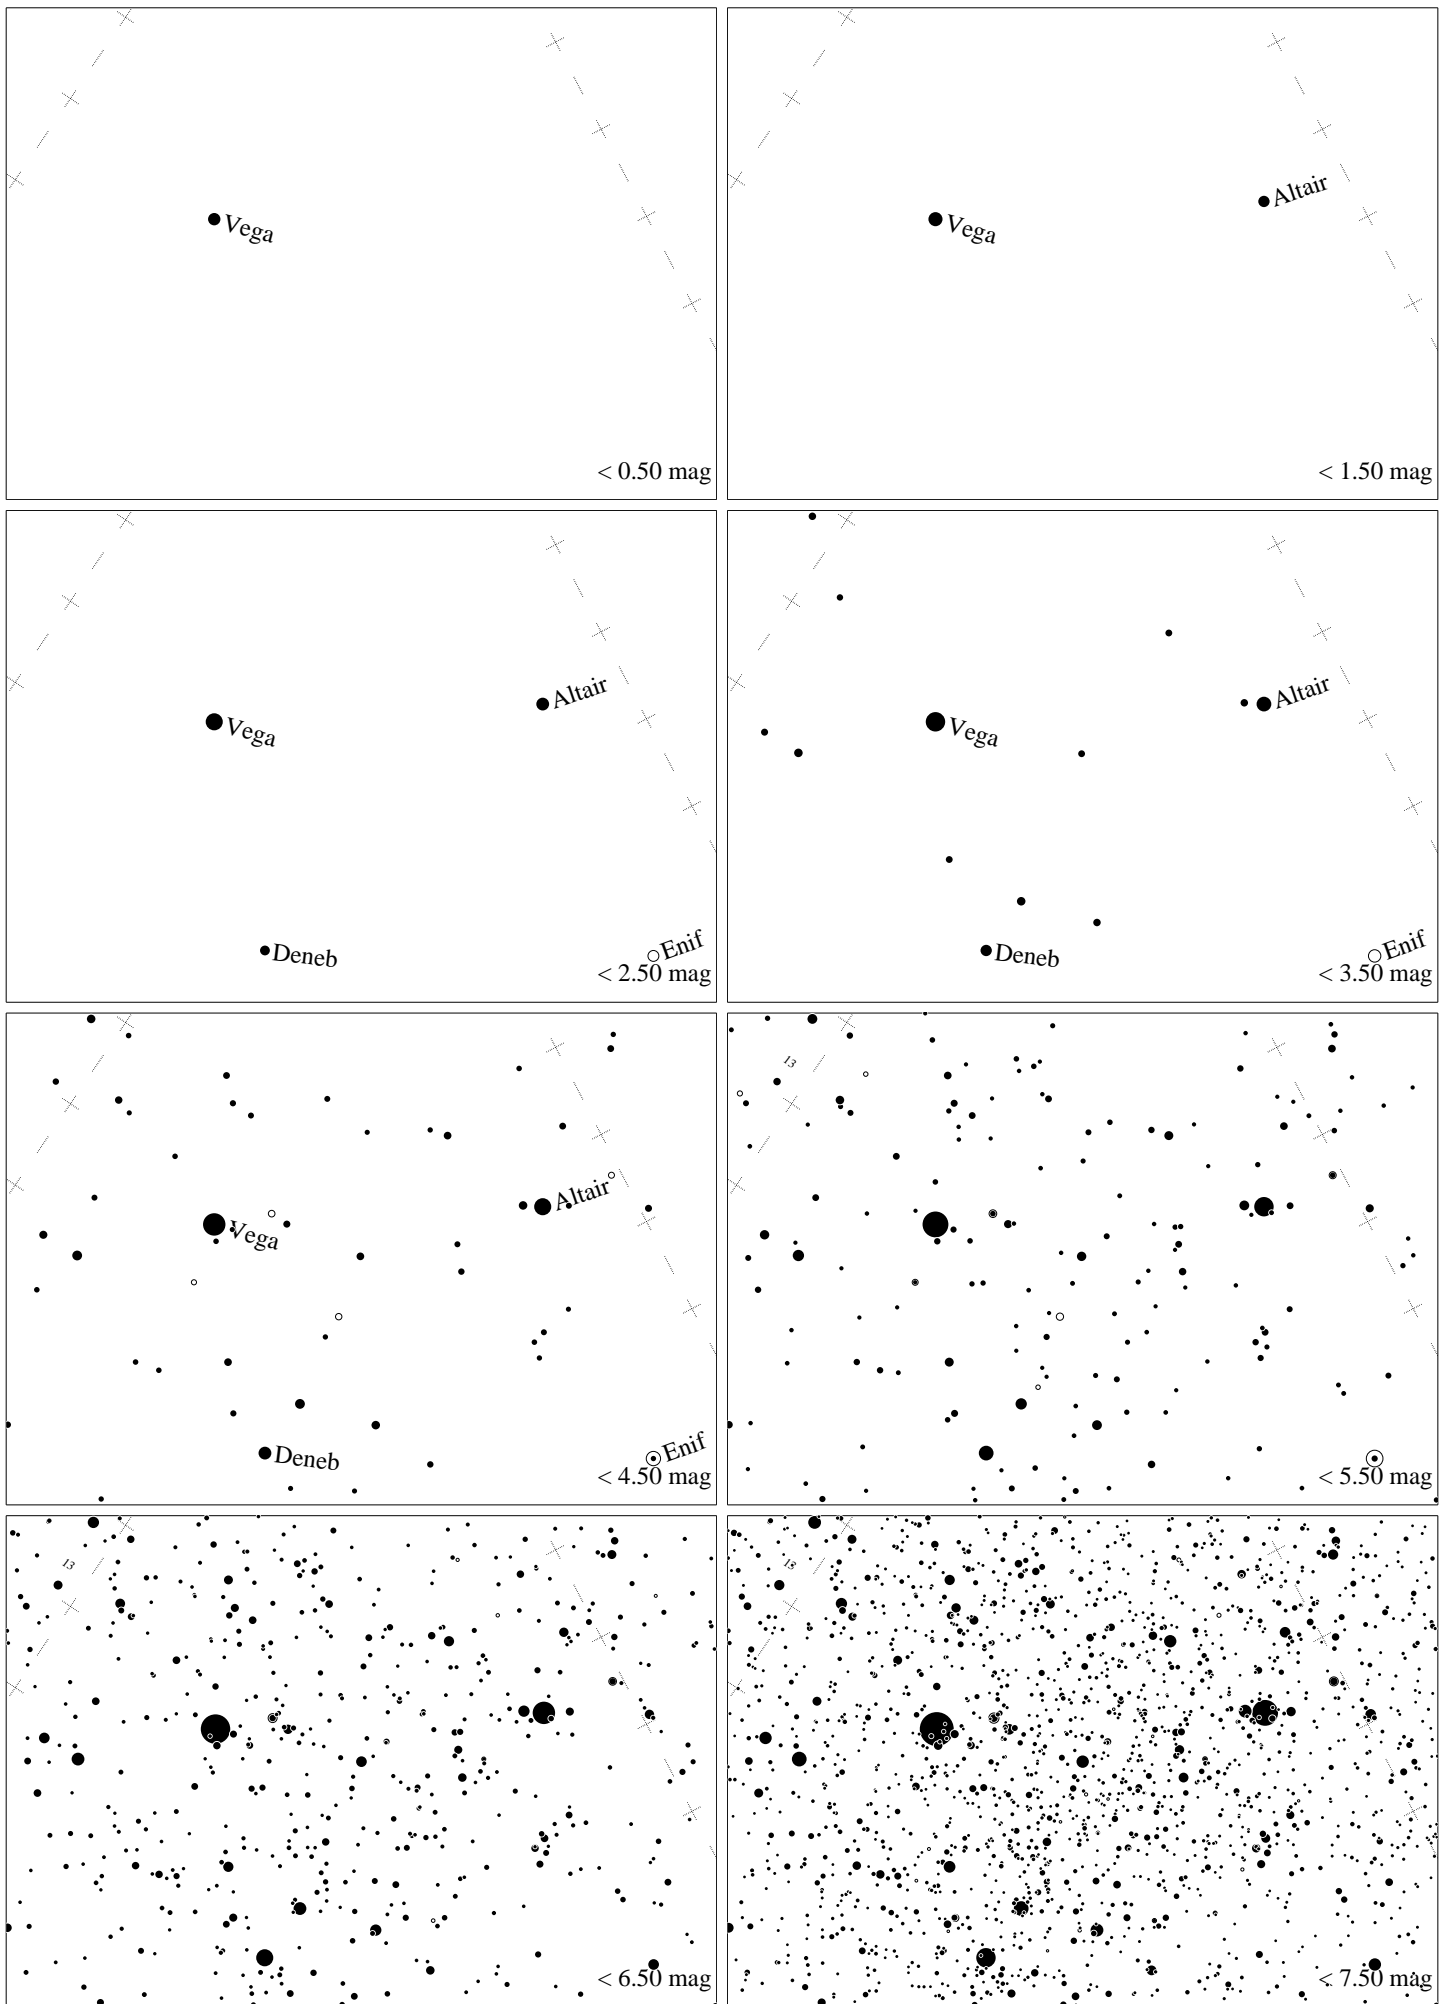 Vega
< 0.50 mag
Vega
Altair
< 1.50 mag
Vega
Altair
Deneb
Enif
< 2.50 mag
Vega
Altair
Deneb
Enif
< 3.50 mag
Vega
Altair
Deneb
Enif
< 4.50 mag
13
< 5.50 mag
13
< 6.50 mag
13
< 7.50 mag